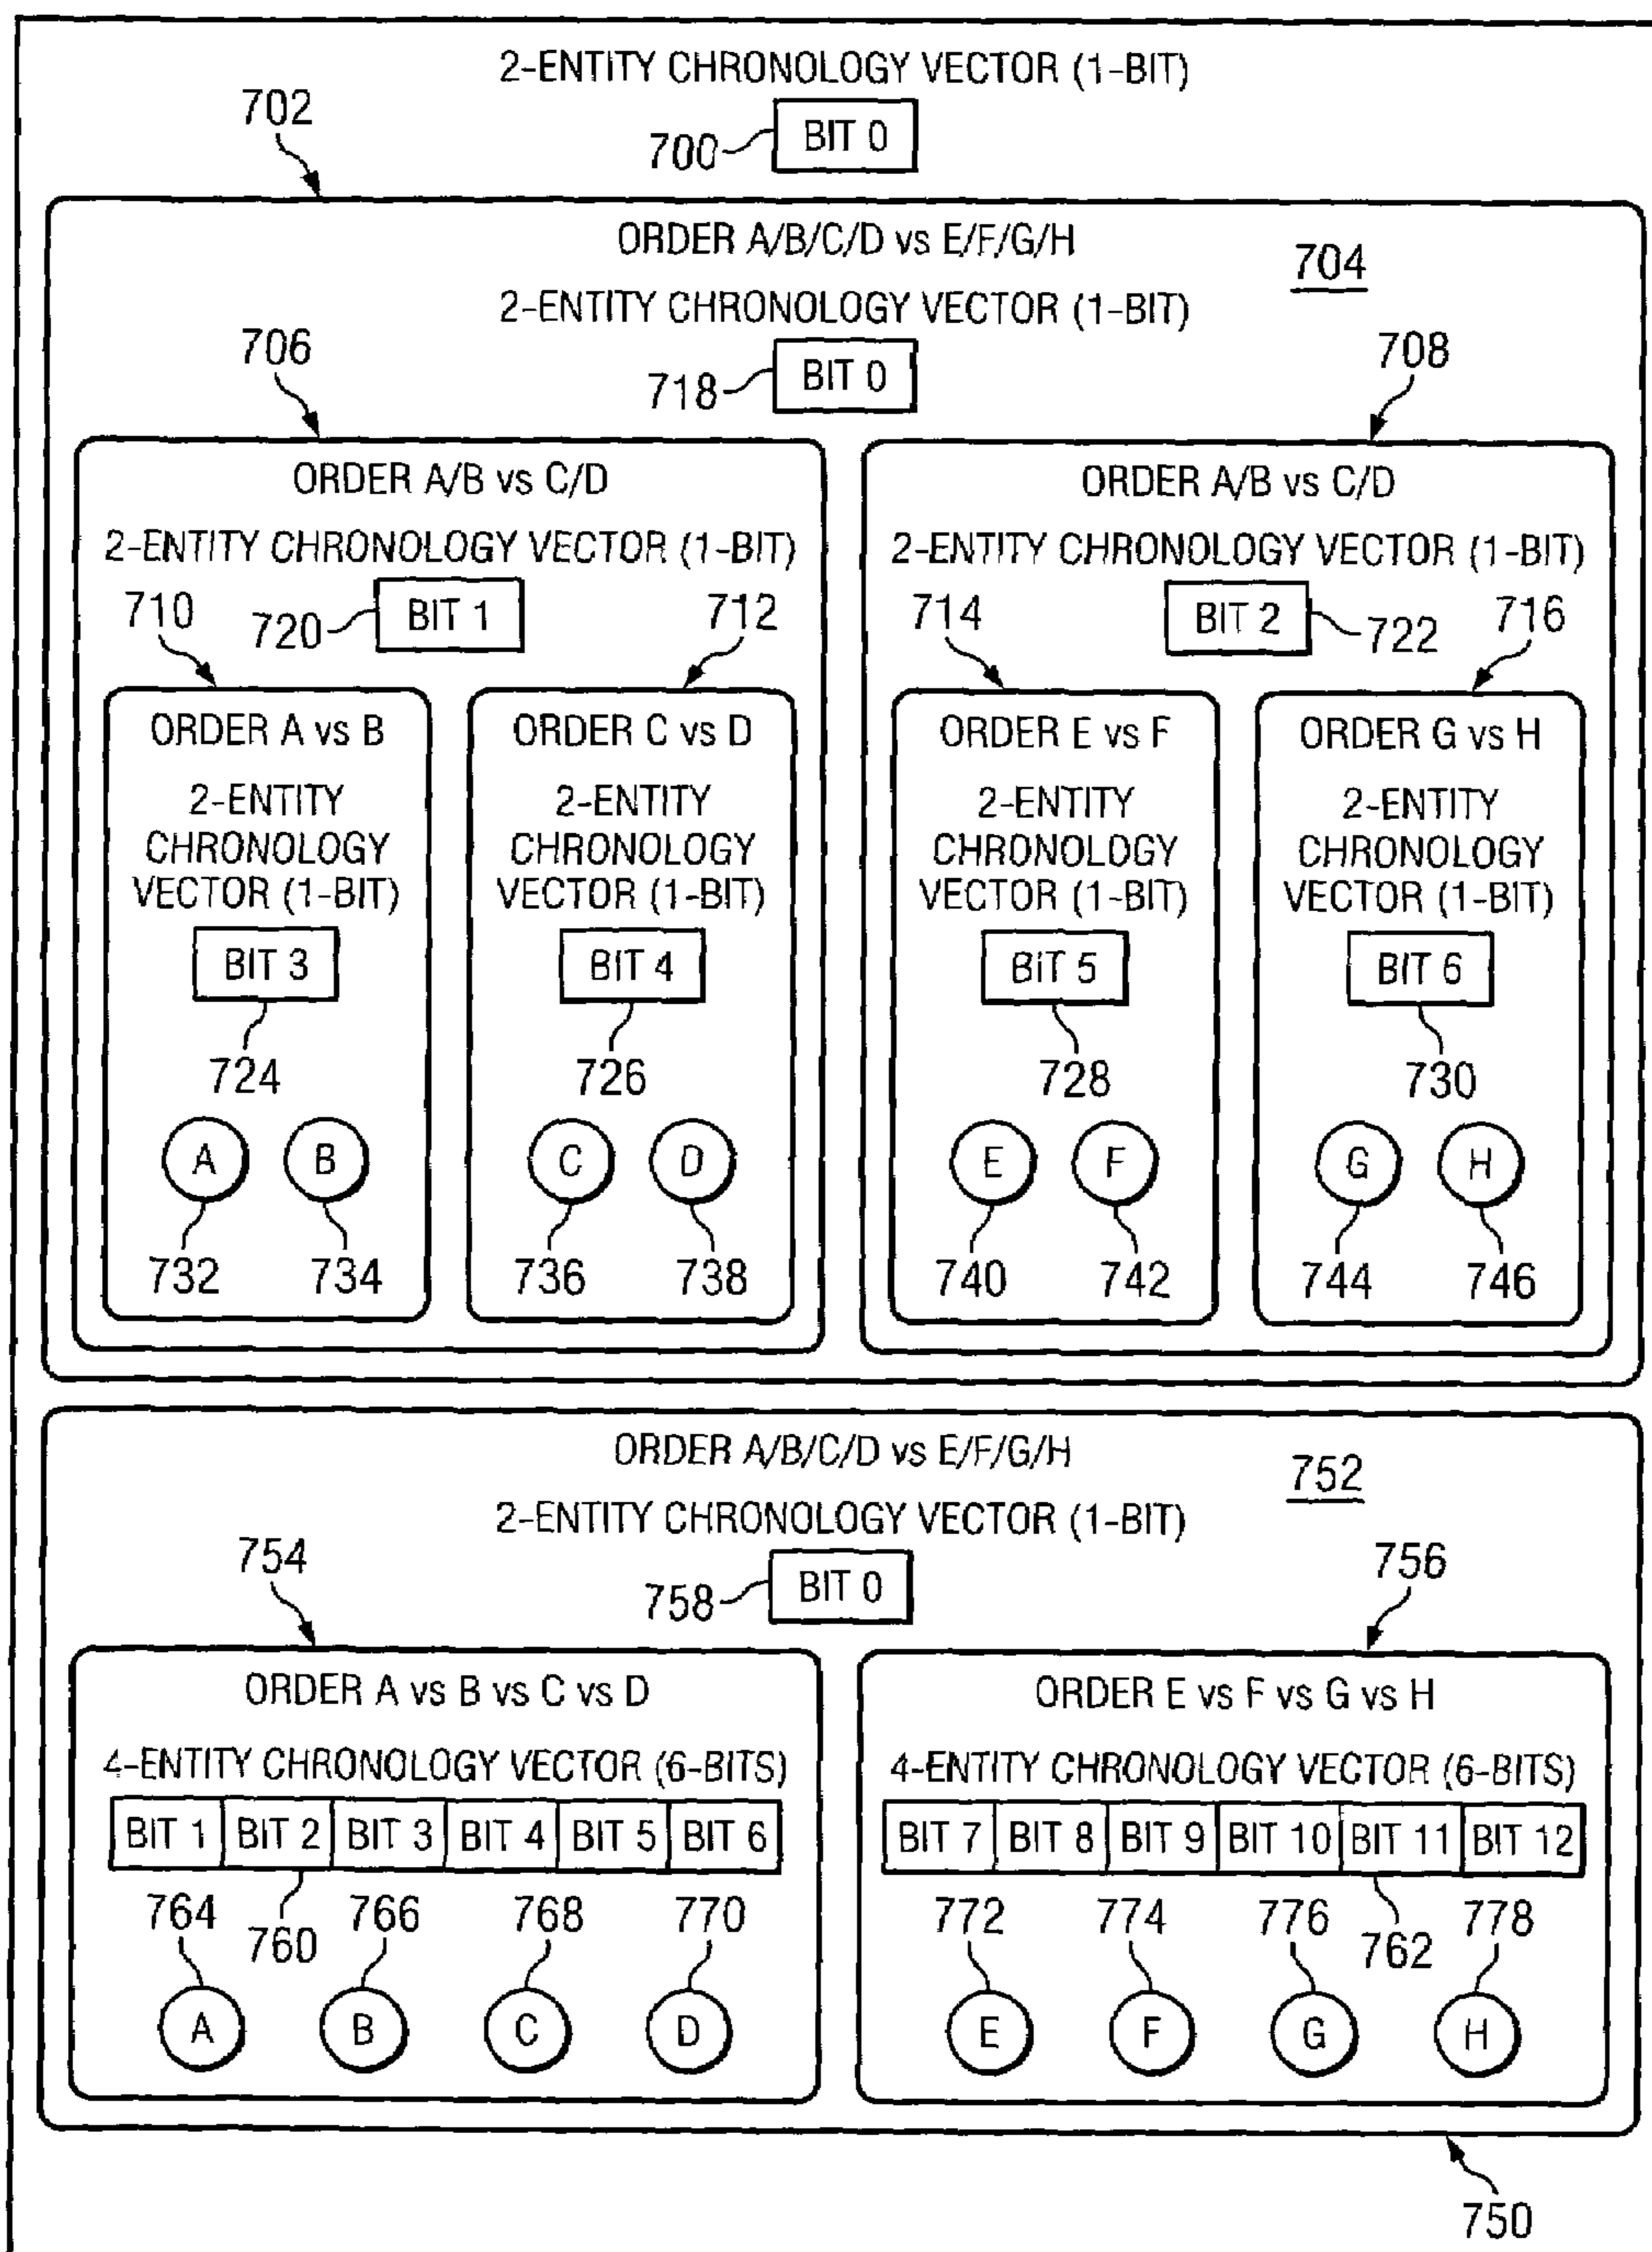 2-ENTITY CHRONOLOGY VECTOR (1-BIT)
702
700
BIT 0
ORDER A/B/C/D vs E/F/G/H
704
2-ENTITY CHRONOLOGY VECTOR (1-BIT)
706
718
BIT 0
708
ORDER A/B vs C/D
2-ENTITY CHRONOLOGY VECTOR (1-BIT)
710
720
BIT 1
712
ORDER A vs B
2-ENTITY
CHRONOLOGY
VECTOR (1-BIT)
BIT 3
724
A
B
732
734
ORDER C vs D
2-ENTITY
CHRONOLOGY
VECTOR (1-BIT)
BIT 4
726
C
D
736
738
ORDER A/B vs C/D
2-ENTITY CHRONOLOGY VECTOR (1-BIT)
714
BIT 2
722
716
ORDER E vs F
2-ENTITY
CHRONOLOGY
VECTOR (1-BIT)
BIT 5
728
E
F
740
742
ORDER G vs H
2-ENTITY
CHRONOLOGY
VECTOR (1-BIT)
BIT 6
730
G
H
744
746
ORDER A/B/C/D vs E/F/G/H
752
2-ENTITY CHRONOLOGY VECTOR (1-BIT)
754
758
BIT 0
756
ORDER A vs B vs C vs D
4-ENTITY CHRONOLOGY VECTOR (6-BITS)
BIT 1 BIT 2 BIT 3 BIT 4 BIT 5 BIT 6
764
760
766
768
770
A
B
C
D
ORDER E vs F vs G vs H
4-ENTITY CHRONOLOGY VECTOR (6-BITS)
BIT 7 BIT 8 BIT 9 BIT 10 BIT 11 BIT 12
772
774
776
762
778
E
F
G
H
750